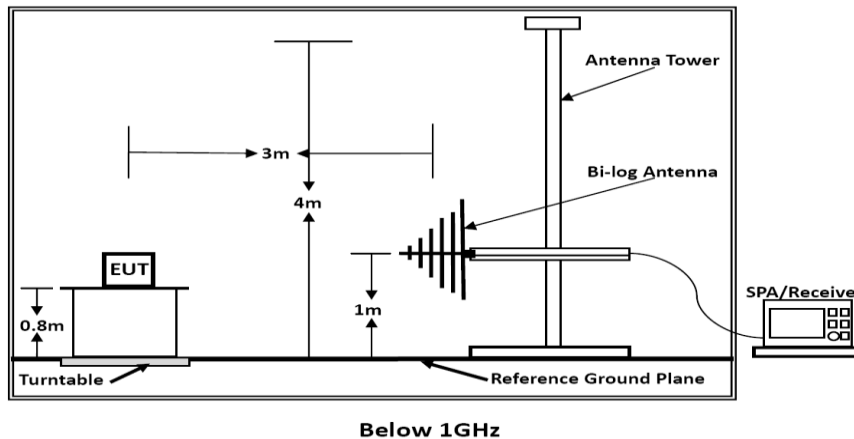 Antenna Tower
3m
Bi-log Antenna
4m
EUT
SPA/Receive
1m
0.8m
Turntable
Reference Ground Plane
Below 1GHz